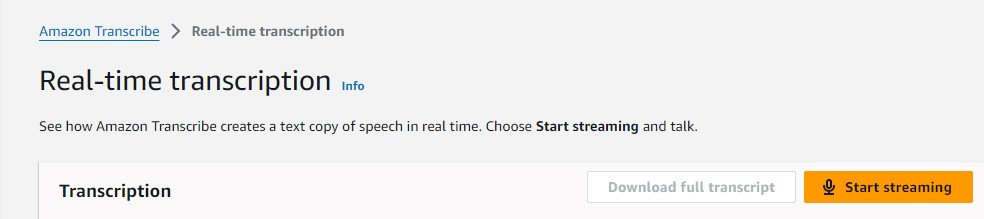 Amazon Transcribe > Real-time transcription
Real-time transcription Info
See how Amazon Transcribe creates a text copy of speech in real time. Choose Start streaming and talk.
Transcription Download full transcript Start streaming